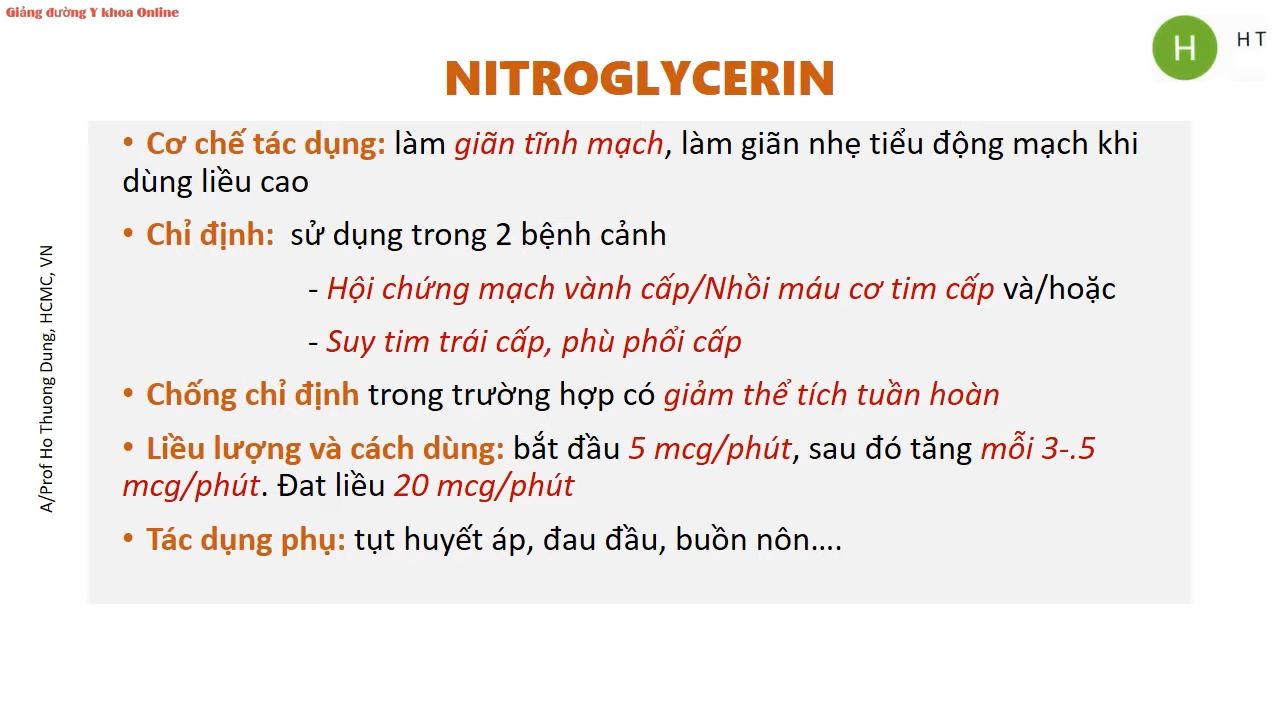 Giảng đường Y khoa Online
H
H T
NITROGLYCERIN
• Cơ chế tác dụng: làm giãn tĩnh mạch, làm giãn nhẹ tiểu động mạch khi
dùng liều cao
• Chỉ định: sử dụng trong 2 bệnh cảnh
- Hội chứng mạch vành cấp/Nhồi máu cơ tim cấp và/hoặc
- Suy tim trái cấp, phù phổi cấp
• Chống chỉ định trong trường hợp có giảm thể tích tuần hoàn
• Liều lượng và cách dùng: bắt đầu 5 mcg/phút, sau đó tăng mỗi 3-.5
mcg/phút. Đat liều 20 mcg/phút
• Tác dụng phụ: tụt huyết áp, đau đầu, buồn nôn….
A/Prof Ho Thuong Dung, HCMC, VN